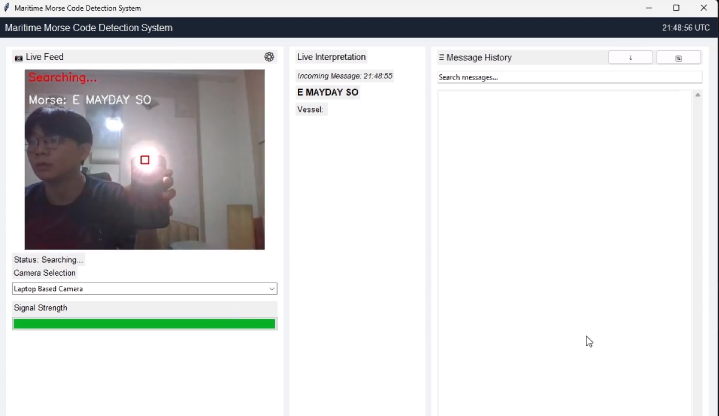 Maritime Morse Code Detection System
Maritime Morse Code Detection System
21:48:56 UTC
Live Feed
Searching...
Morse: E MAYDAY SO
Status: Searching...
Camera Selection
Laptop Based Camera
Signal Strength
Live Interpretation
Incoming Message: 21:48:55
E MAYDAY SO
Vessel:
Message History
Search messages...